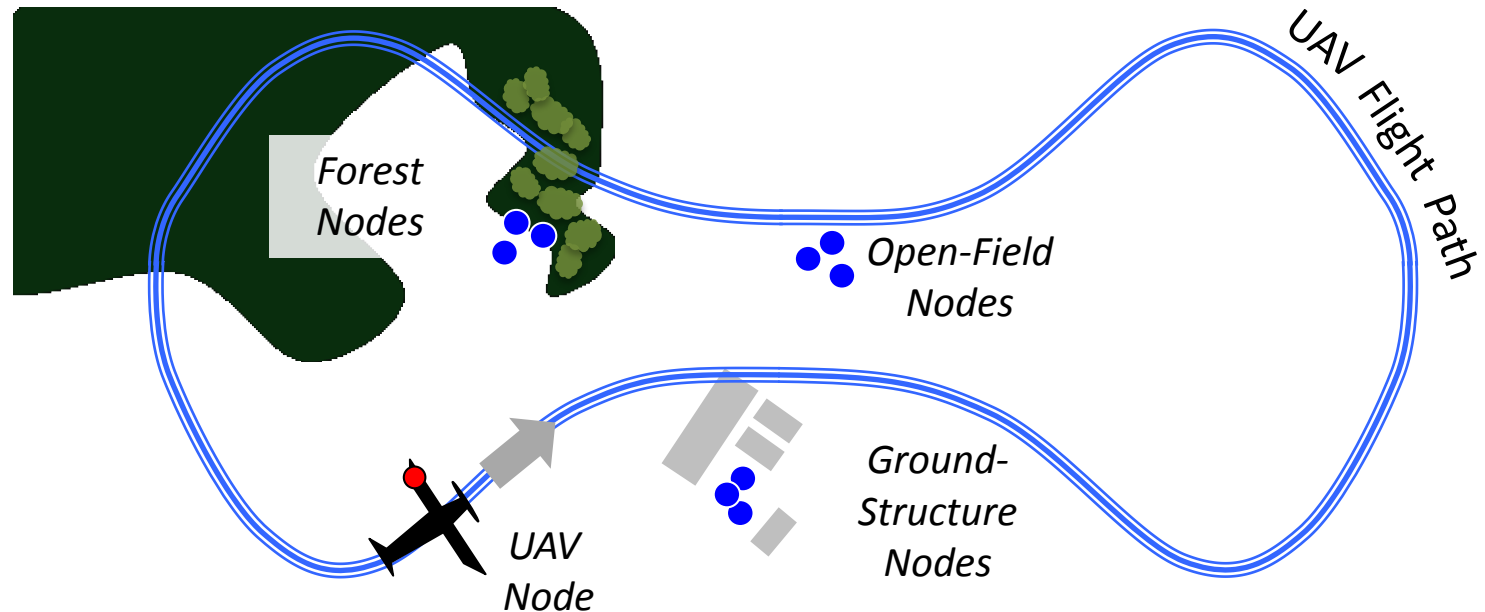 UAV Flight Path
Forest
Nodes
Open-Field
Nodes
Ground-
Structure
Nodes
UAV
Node